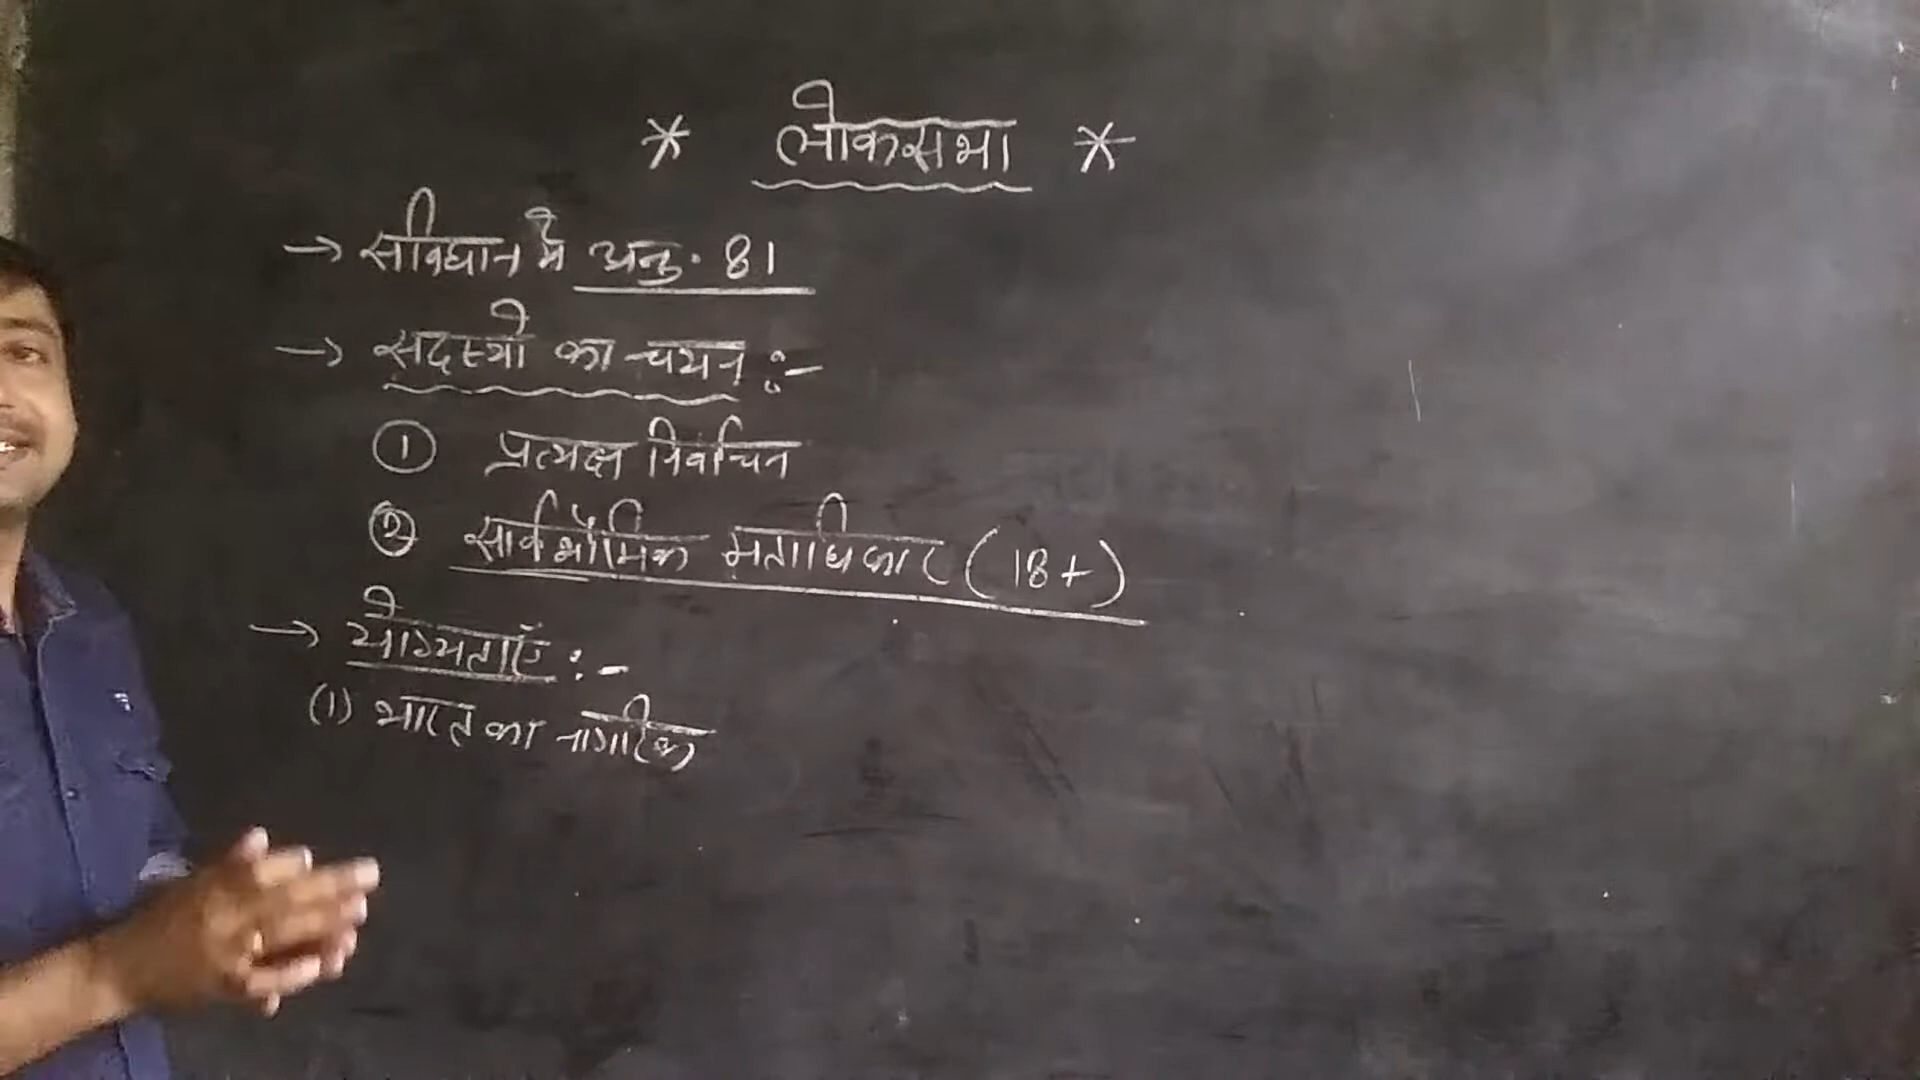 * लोकसभा *
→ संविधान मे अनु. 81
→ सदस्यो का चयन :-
① प्रत्यक्ष निर्वाचन
② सार्वभौमिक मताधिकार (18+)
→ योग्यताएँ :-
(1) भारत का नागरिक